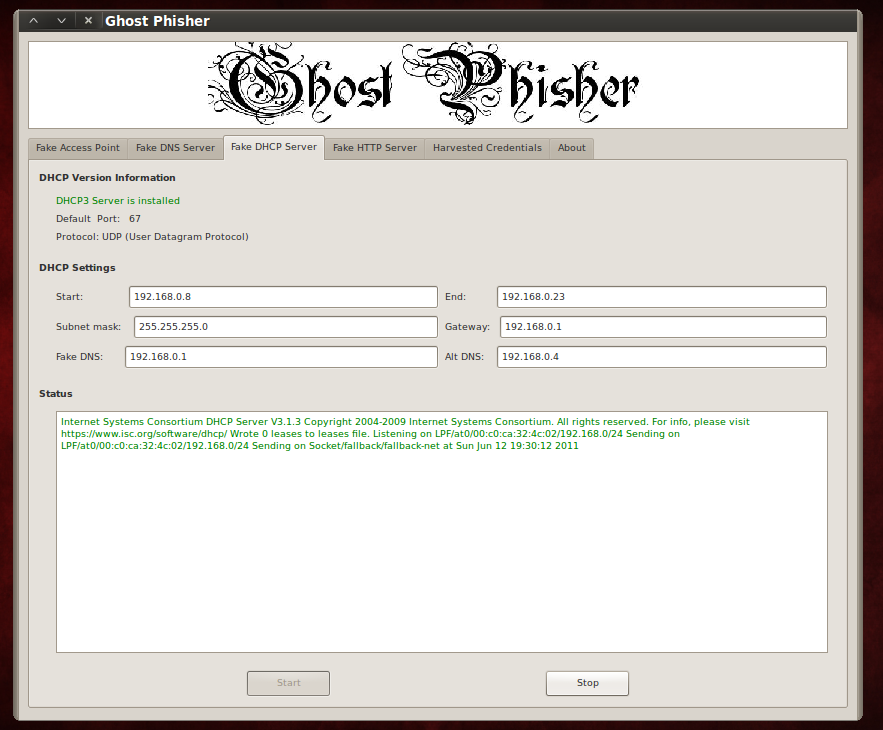 Ghost Phisher
Ghost Phisher
Fake Access Point Fake DNS Server Fake DHCP Server Fake HTTP Server Harvested Credentials About
DHCP Version Information
DHCP3 Server is installed
Default Port: 67
Protocol: UDP (User Datagram Protocol)
DHCP Settings
Start: 192.168.0.8 End: 192.168.0.23
Subnet mask: 255.255.255.0 Gateway: 192.168.0.1
Fake DNS: 192.168.0.1 Alt DNS: 192.168.0.4
Status
Internet Systems Consortium DHCP Server V3.1.3 Copyright 2004-2009 Internet Systems Consortium. All rights reserved. For info, please visit
https://www.isc.org/software/dhcp/ Wrote 0 leases to leases file. Listening on LPF/at0/00:c0:ca:32:4c:02/192.168.0/24 Sending on
LPF/at0/00:c0:ca:32:4c:02/192.168.0/24 Sending on Socket/fallback/fallback-net at Sun Jun 12 19:30:12 2011
Start Stop